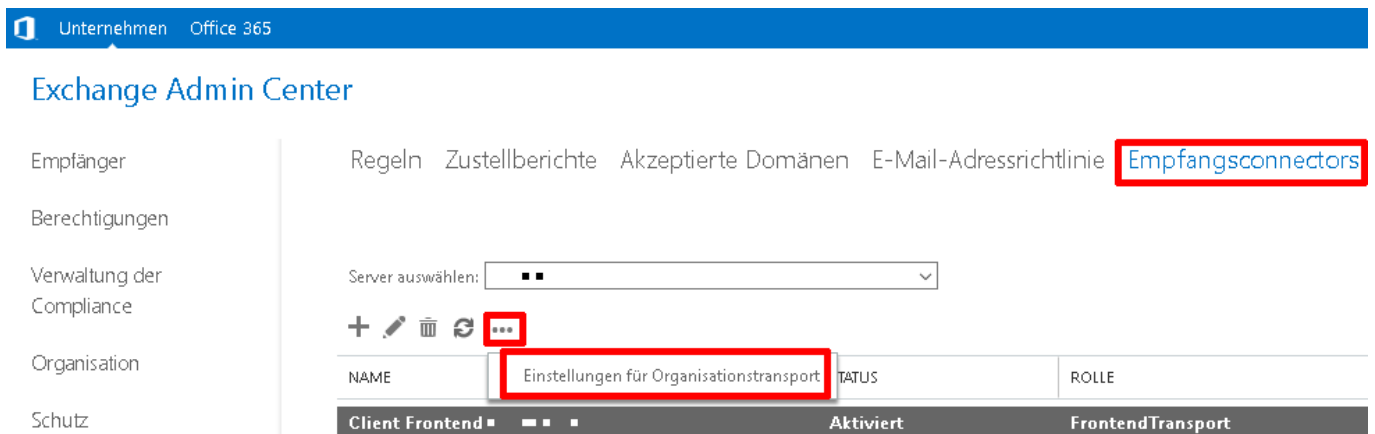 Unternehmen Office 365
Exchange Admin Center
Empfänger
Regeln Zustellberichte Akzeptierte Domänen E-Mail-Adressrichtlinie Empfangsconnectors
Berechtigungen
Verwaltung der
Compliance
Server auswählen:
Organisation
Einstellungen für Organisationstransport
NAME TATUS ROLLE
Schutz
Client Frontend Aktiviert FrontendTransport